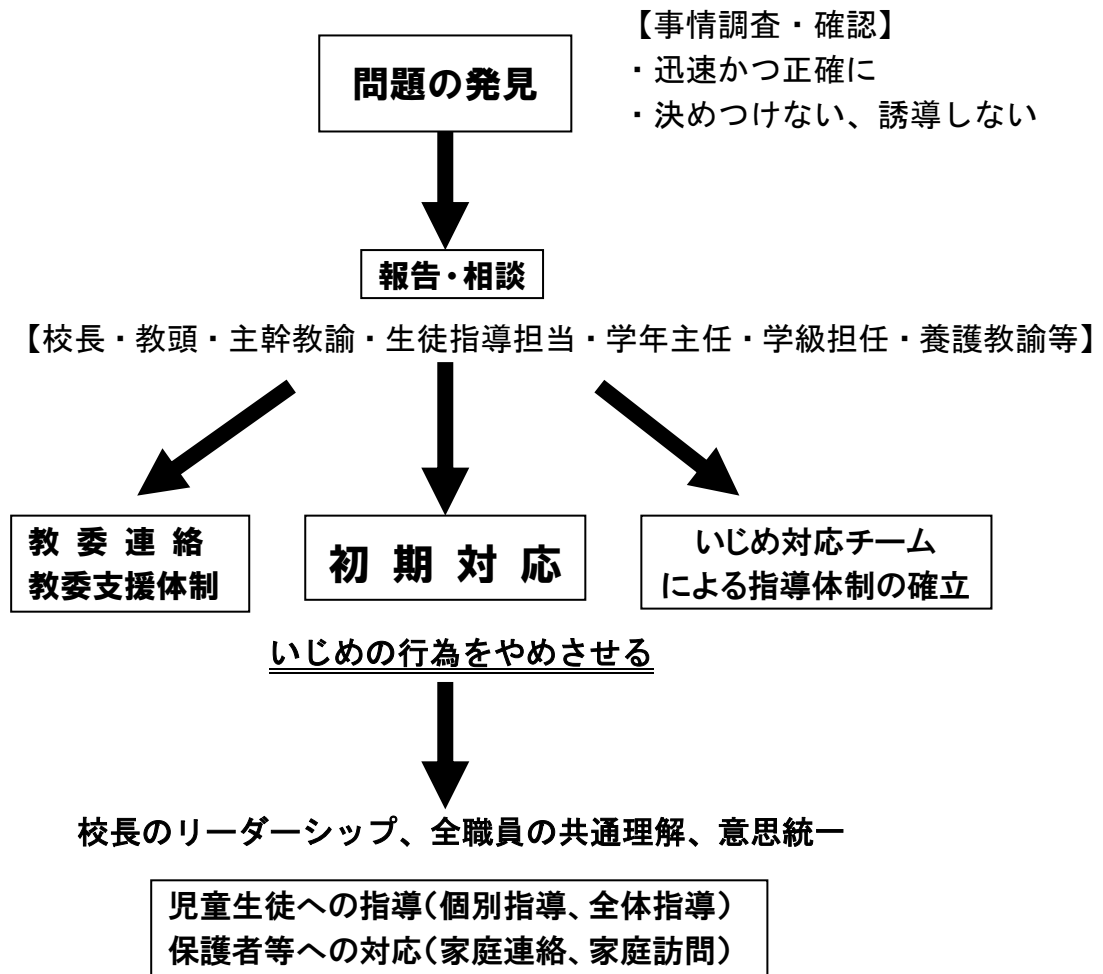 【事情調査・確認】
・迅速かつ正確に
・決めつけない、誘導しない
問題の発見
報告・相談
【校長・教頭・主幹教諭・生徒指導担当・学年主任・学級担任・養護教諭等】
教 委 連 絡
教委支援体制
初 期 対 応
いじめ対応チーム
による指導体制の確立
いじめの行為をやめさせる
校長のリーダーシップ、全職員の共通理解、意思統一
児童生徒への指導(個別指導、全体指導)
保護者等への対応(家庭連絡、家庭訪問)